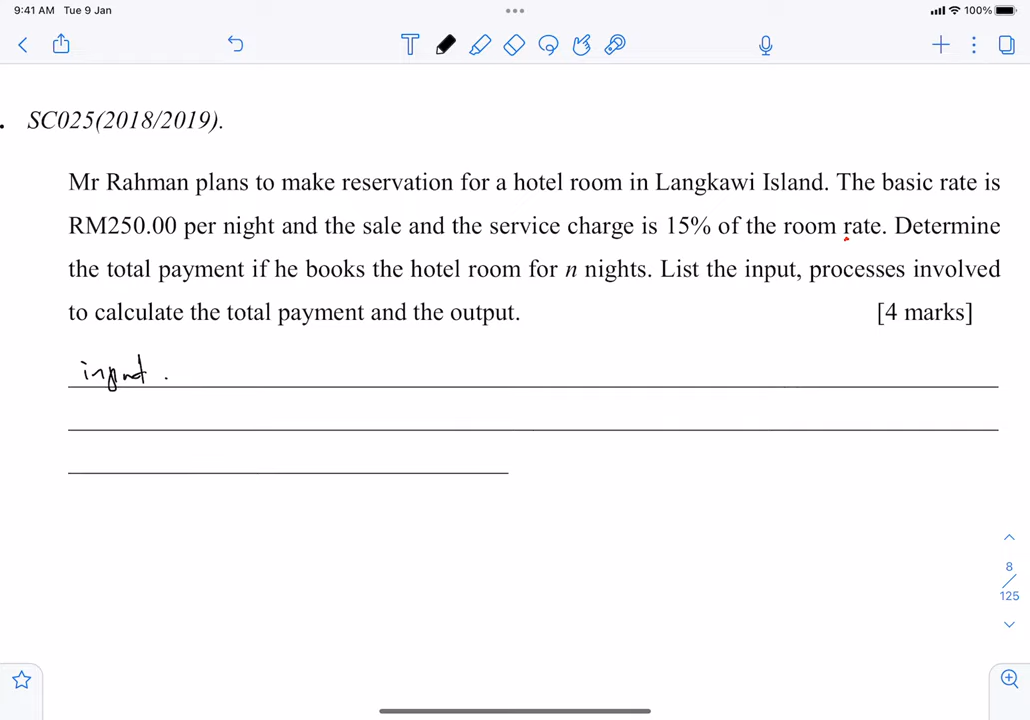 9:41 AM Tue 9 Jan
100%
. SC025(2018/2019).
Mr Rahman plans to make reservation for a hotel room in Langkawi Island. The basic rate is
RM250.00 per night and the sale and the service charge is 15% of the room rate. Determine
the total payment if he books the hotel room for n nights. List the input, processes involved
to calculate the total payment and the output. [4 marks]
input .
8
125